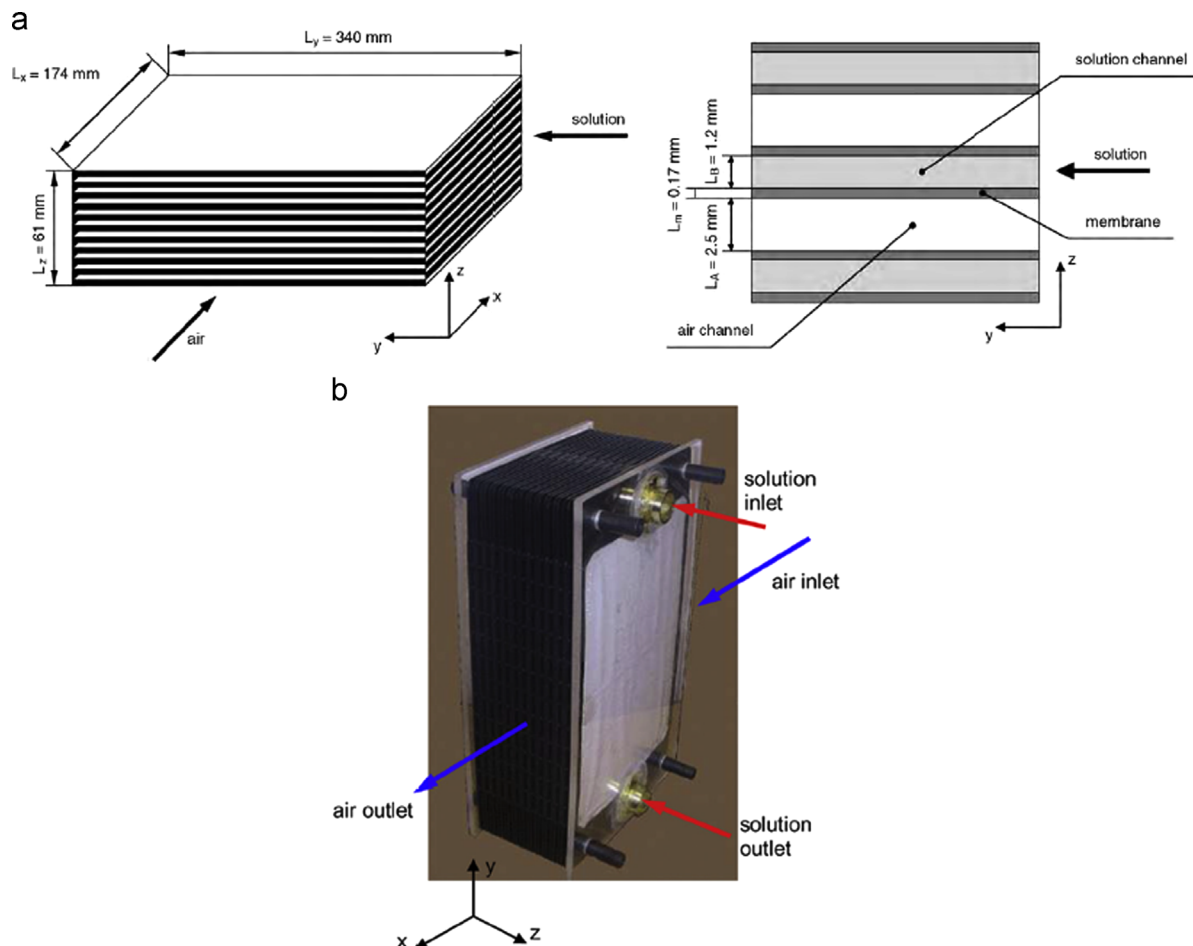 a
Ly = 340 mm
Lx = 174 mm
Lz = 61 mm
solution
air
z
x
y
solution channel
solution
membrane
air channel
LB = 1.2 mm
Lm = 0.17 mm
LA = 2.5 mm
z
y
b
solution
inlet
air inlet
air outlet
solution
outlet
y
x
z